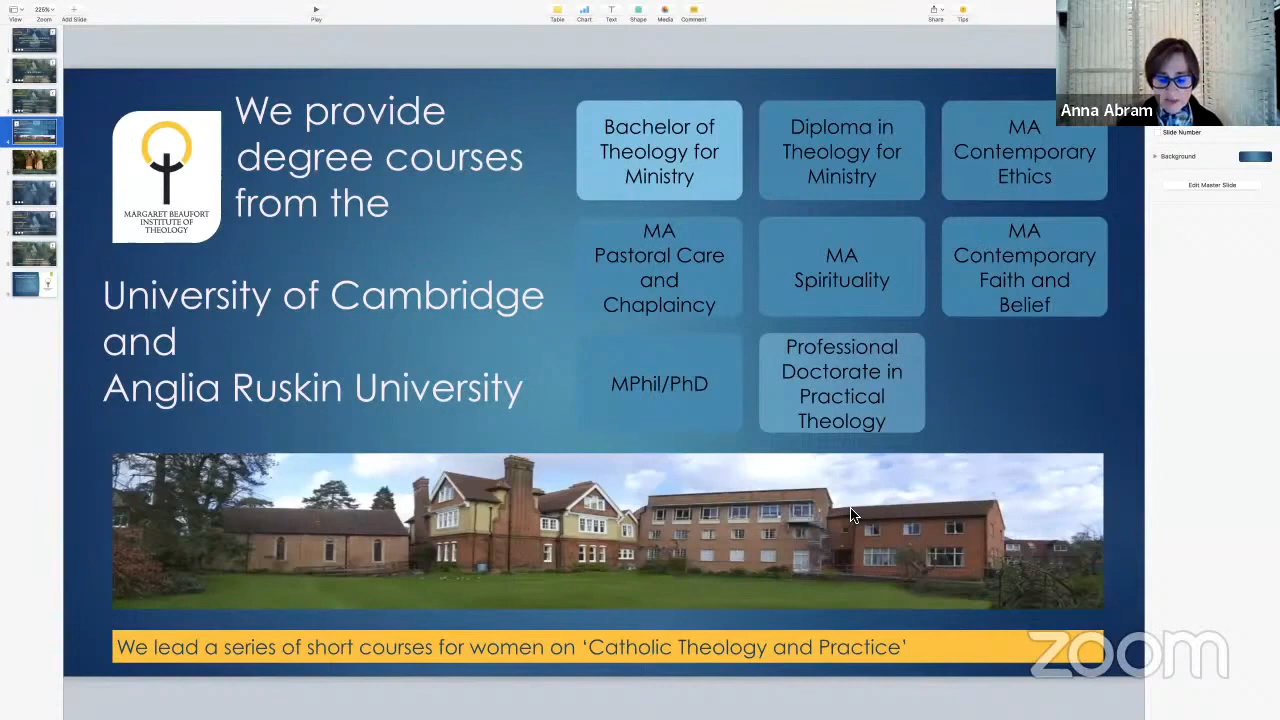 225%
View
Zoom
Add Slide
Play
Table
Chart
Text
Shape
Media
Comment
Share
Tips
Anna Abram
Slide Number
Background
Edit Master Slide
MARGARET BEAUFORT
INSTITUTE OF
THEOLOGY
We provide
degree courses
from the
University of Cambridge
and
Anglia Ruskin University
Bachelor of
Theology for
Ministry
Diploma in
Theology for
Ministry
MA
Contemporary
Ethics
MA
Pastoral Care
and
Chaplaincy
MA
Spirituality
MA
Contemporary
Faith and
Belief
MPhil/PhD
Professional
Doctorate in
Practical
Theology
We lead a series of short courses for women on ‘Catholic Theology and Practice’
zoom